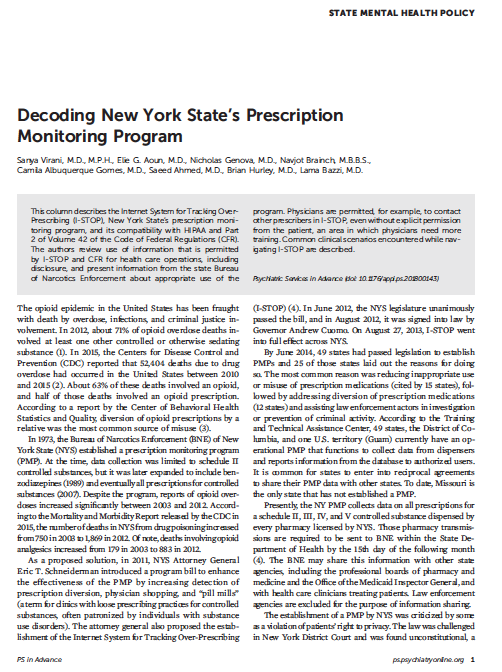 STATE MENTAL HEALTH POLICY
Decoding New York State's Prescription
Monitoring Program
Sanya Virani, M.D., M.P.H., Elie G. Aoun, M.D., Nicholas Genova, M.D., Navjot Brainch, M.B.B.S.,
Camila Albuquerque Gomes, M.D., Saeed Ahmed, M.D., Brian Hurley, M.D., Lama Bazzi, M.D.
This column describes the Internet System for Tracking Over-
Prescribing (I-STOP), New York State's prescription moni-
toring program, and its compatibility with HIPAA and Part
2 of Volume 42 of the Code of Federal Regulations (CFR).
The authors review use of information that is permitted
by I-STOP and CFR for health care operations, including
disclosure, and present information from the state Bureau
of Narcotics Enforcement about appropriate use of the
program. Physicians are permitted, for example, to contact
other prescribers in I-STOP, even without explicit permission
from the patient, an area in which physicians need more
training. Common clinical scenarios encountered while nav-
igating I-STOP are described.
Psychiatric Services in Advance (doi: 10.1176/appi.ps.201800143)
The opioid epidemic in the United States has been fraught
with death by overdose, infections, and criminal justice in-
volvement. In 2012, about 71% of opioid overdose deaths in-
volved at least one other controlled or otherwise sedating
substance (1). In 2015, the Centers for Disease Control and
Prevention (CDC) reported that 52,404 deaths due to drug
overdose had occurred in the United States between 2010
and 2015 (2). About 63% of these deaths involved an opioid,
and half of those deaths involved an opioid prescription.
According to a report by the Center of Behavioral Health
Statistics and Quality, diversion of opioid prescriptions by a
relative was the most common source of misuse (3).
In 1973, the Bureau of Narcotics Enforcement (BNE) of New
York State (NYS) established a prescription monitoring program
(PMP). At the time, data collection was limited to schedule II
controlled substances, but it was later expanded to include ben-
zodiazepines (1989) and eventually all prescriptions for controlled
substances (2007). Despite the program, reports of opioid over-
doses increased significantly between 2003 and 2012. Accord-
ing to the Mortality and Morbidity Report released by the CDC in
2015, the number of deaths in NYS from drug poisoning increased
from 750 in 2003 to 1,869 in 2012. Of note, deaths involving opioid
analgesics increased from 179 in 2003 to 883 in 2012.
As a proposed solution, in 2011, NYS Attorney General
Eric T. Schneiderman introduced a program bill to enhance
the effectiveness of the PMP by increasing detection of
prescription diversion, physician shopping, and "pill mills"
(a term for clinics with loose prescribing practices for controlled
substances, often patronized by individuals with substance
use disorders). The attorney general also proposed the estab-
lishment of the Internet System for Tracking Over-Prescribing
(I-STOP) (4). In June 2012, the NYS legislature unanimously
passed the bill, and in August 2012, it was signed into law by
Governor Andrew Cuomo. On August 27, 2013, I-STOP went
into full effect across NYS.
By June 2014, 49 states had passed legislation to establish
PMPs and 25 of those states laid out the reasons for doing
so. The most common reason was reducing inappropriate use
or misuse of prescription medications (cited by 15 states), fol-
lowed by addressing diversion of prescription medications
(12 states) and assisting law enforcement actors in investigation
or prevention of criminal activity. According to the Training
and Technical Assistance Center, 49 states, the District of Co-
lumbia, and one U.S. territory (Guam) currently have an op-
erational PMP that functions to collect data from dispensers
and reports information from the database to authorized users.
It is common for states to enter into reciprocal agreements
to share their PMP data with other states. To date, Missouri is
the only state that has not established a PMP.
Presently, the NY PMP collects data on all prescriptions for
a schedule II, III, IV, and V controlled substance dispensed by
every pharmacy licensed by NYS. Those pharmacy transmis-
sions are required to be sent to BNE within the State De-
partment of Health by the 15th day of the following month
(4). The BNE may share this information with other state
agencies, including the professional boards of pharmacy and
medicine and the Office of the Medicaid Inspector General, and
with health care clinicians treating patients. Law enforcement
agencies are excluded for the purpose of information sharing.
The establishment of a PMP by NYS was criticized by some
as a violation of patients' right to privacy. The law was challenged
in New York District Court and was found unconstitutional, a
PS in Advance
ps.psychiatryonline.org 1